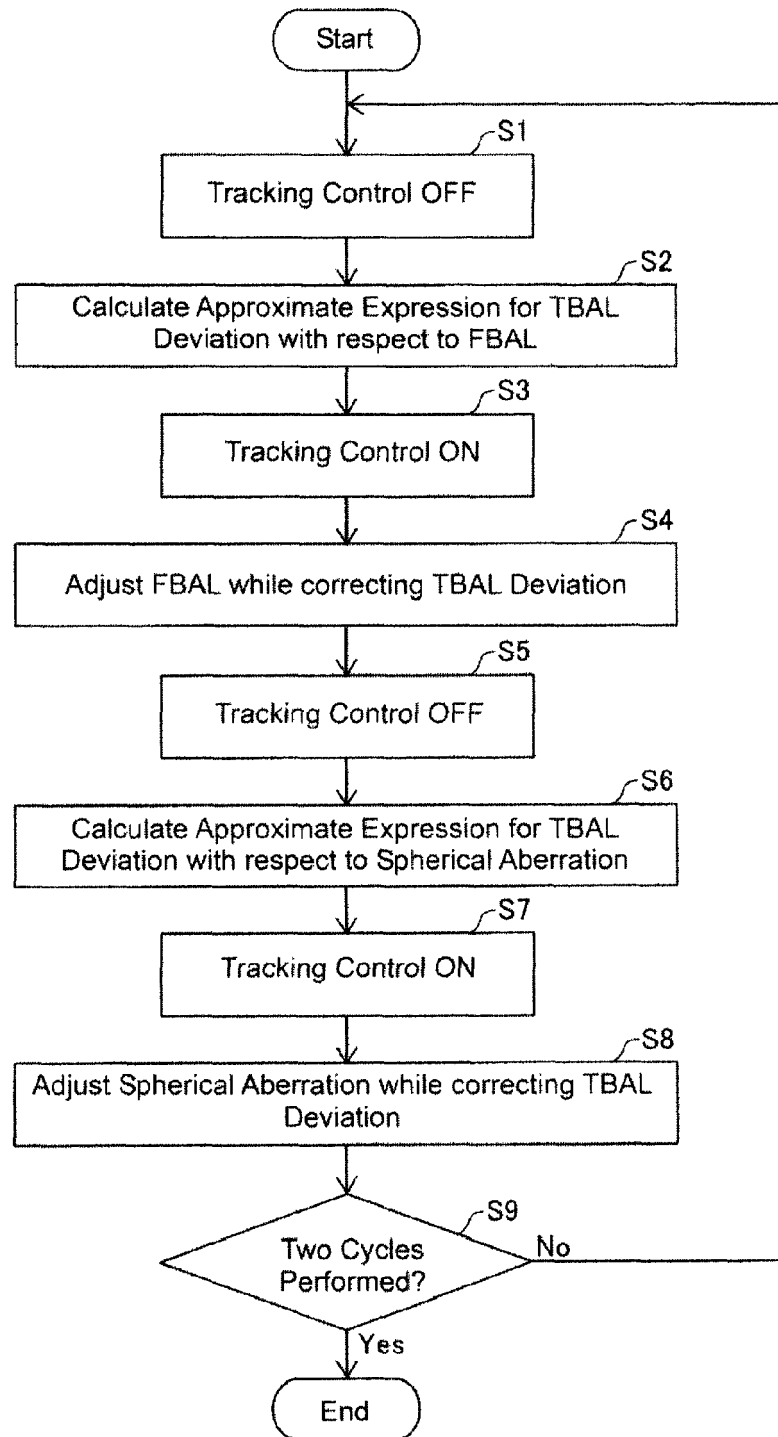 Start
S1
Tracking Control OFF
S2
Calculate Approximate Expression for TBAL
Deviation with respect to FBAL
S3
Tracking Control ON
S4
Adjust FBAL while correcting TBAL Deviation
S5
Tracking Control OFF
S6
Calculate Approximate Expression for TBAL
Deviation with respect to Spherical Aberration
S7
Tracking Control ON
S8
Adjust Spherical Aberration while correcting TBAL
Deviation
S9
Two Cycles
Performed?
No
Yes
End